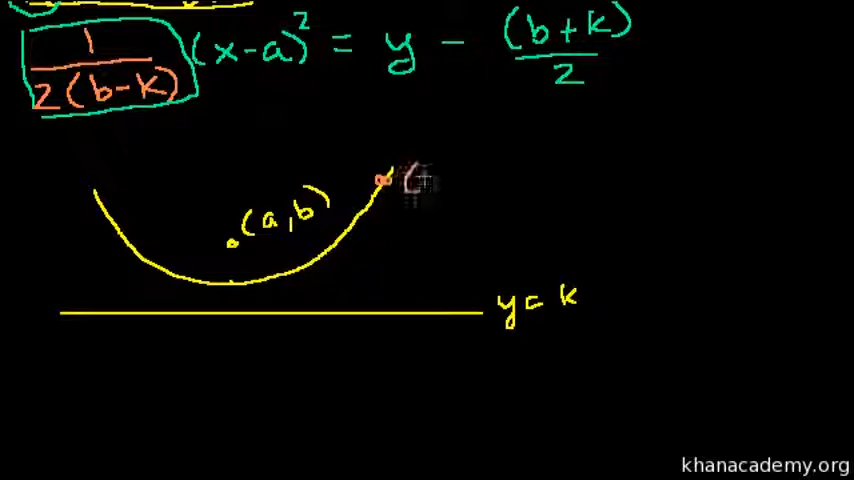 1/2(b-k) (x-a)² = y - (b+k)/2
(a,b)
(
y = k
khanacademy.org